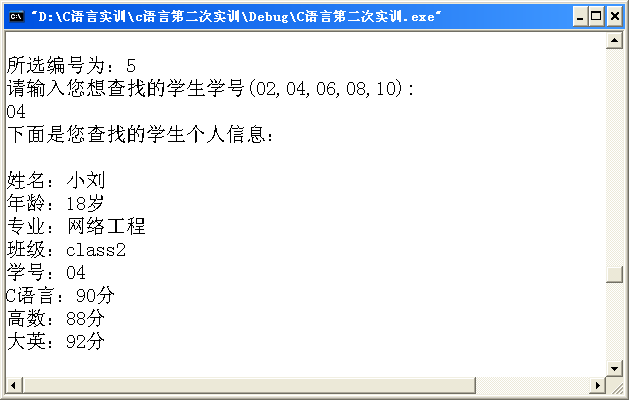 "D:\C语言实训\c语言第二次实训\Debug\C语言第二次实训.exe"
所选编号为：5
请输入您想查找的学生学号(02,04,06,08,10):
04
下面是您查找的学生个人信息：
姓名：小刘
年龄：18岁
专业：网络工程
班级：class2
学号：04
C语言：90分
高数：88分
大英：92分